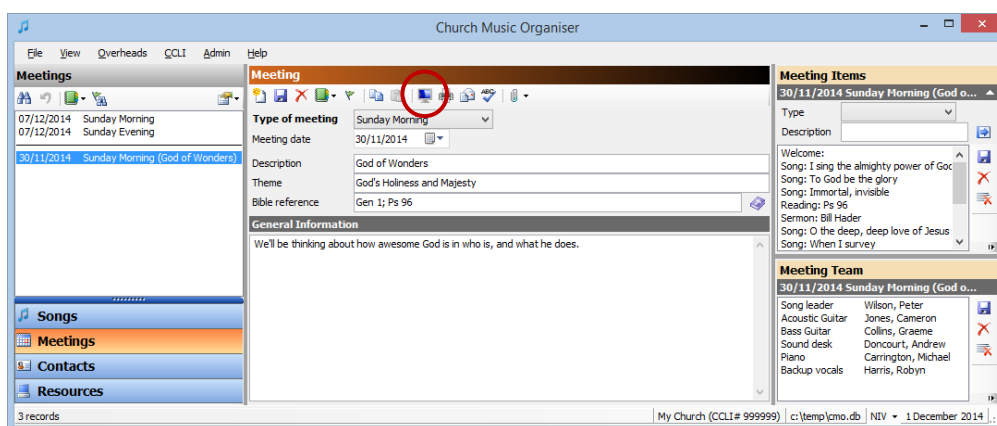 Church Music Organiser
File View Overheads CCLI Admin Help
Meetings
07/12/2014 Sunday Morning
07/12/2014 Sunday Evening
30/11/2014 Sunday Morning (God of Wonders)
Songs
Meetings
Contacts
Resources
Meeting
ABC
Type of meeting Sunday Morning
Meeting date 30/11/2014
Description God of Wonders
Theme God's Holiness and Majesty
Bible reference Gen 1; Ps 96
General Information
We'll be thinking about how awesome God is in who is, and what he does.
Meeting Items
30/11/2014 Sunday Morning (God o...
Type
Description
Welcome:
Song: I sing the almighty power of God
Song: To God be the glory
Song: Immortal, invisible
Reading: Ps 96
Sermon: Bill Hader
Song: O the deep, deep love of Jesus
Song: When I survey
Meeting Team
30/11/2014 Sunday Morning (God o...
Song leader Wilson, Peter
Acoustic Guitar Jones, Cameron
Bass Guitar Collins, Graeme
Sound desk Doncourt, Andrew
Piano Carrington, Michael
Backup vocals Harris, Robyn
3 records
My Church (CCLI# 999999) c:\temp\cmo.db NIV 1 December 2014